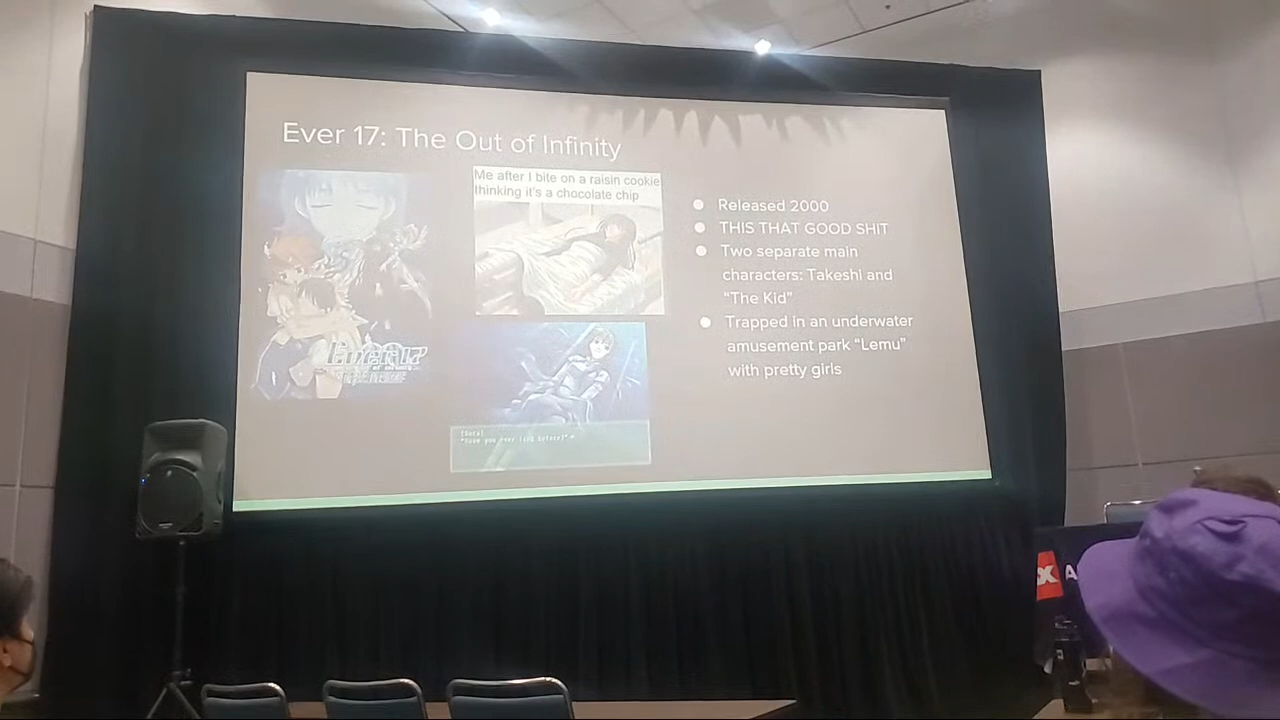 Ever 17: The Out of Infinity
Me after I bite on a raisin cookie
thinking it's a chocolate chip
Released 2000
THIS THAT GOOD SHIT
Two separate main
characters: Takeshi and
"The Kid"
Trapped in an underwater
amusement park "Lemu"
with pretty girls
Ever17
A